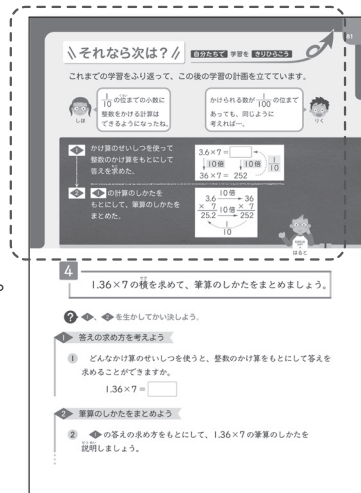 81
それなら次は？
自分たちで 学習を きりひらこう
これまでの学習をふり返って、この後の学習の計画を立てています。
1/10 の位までの小数に
整数をかける計算は
できるようになったね。
しほ
かけられる数が 1/100 の位まで
あっても、同じように
考えれば…。
りく
1 かけ算のせいしつを使って
整数のかけ算をもとにして
答えを求めた。
3.6×7＝
↓10倍 ↓10倍 1/10
36×7＝ 252
2 1 の計算のしかたを
もとにして、筆算のしかたを
まとめた。
10倍
3.6 → 36
× 7 10倍 × 7
25.2 252
1/10
はると
4
1.36×7の積を求めて、筆算のしかたをまとめましょう。
? 1、2 を生かしてかい決しよう。
1 答えの求め方を考えよう
1 どんなかけ算のせいしつを使うと、整数のかけ算をもとにして答えを
求めることができますか。
1.36×7＝
2 筆算のしかたをまとめよう
2 1 の答えの求め方をもとにして、1.36×7の筆算のしかたを
説明しましょう。